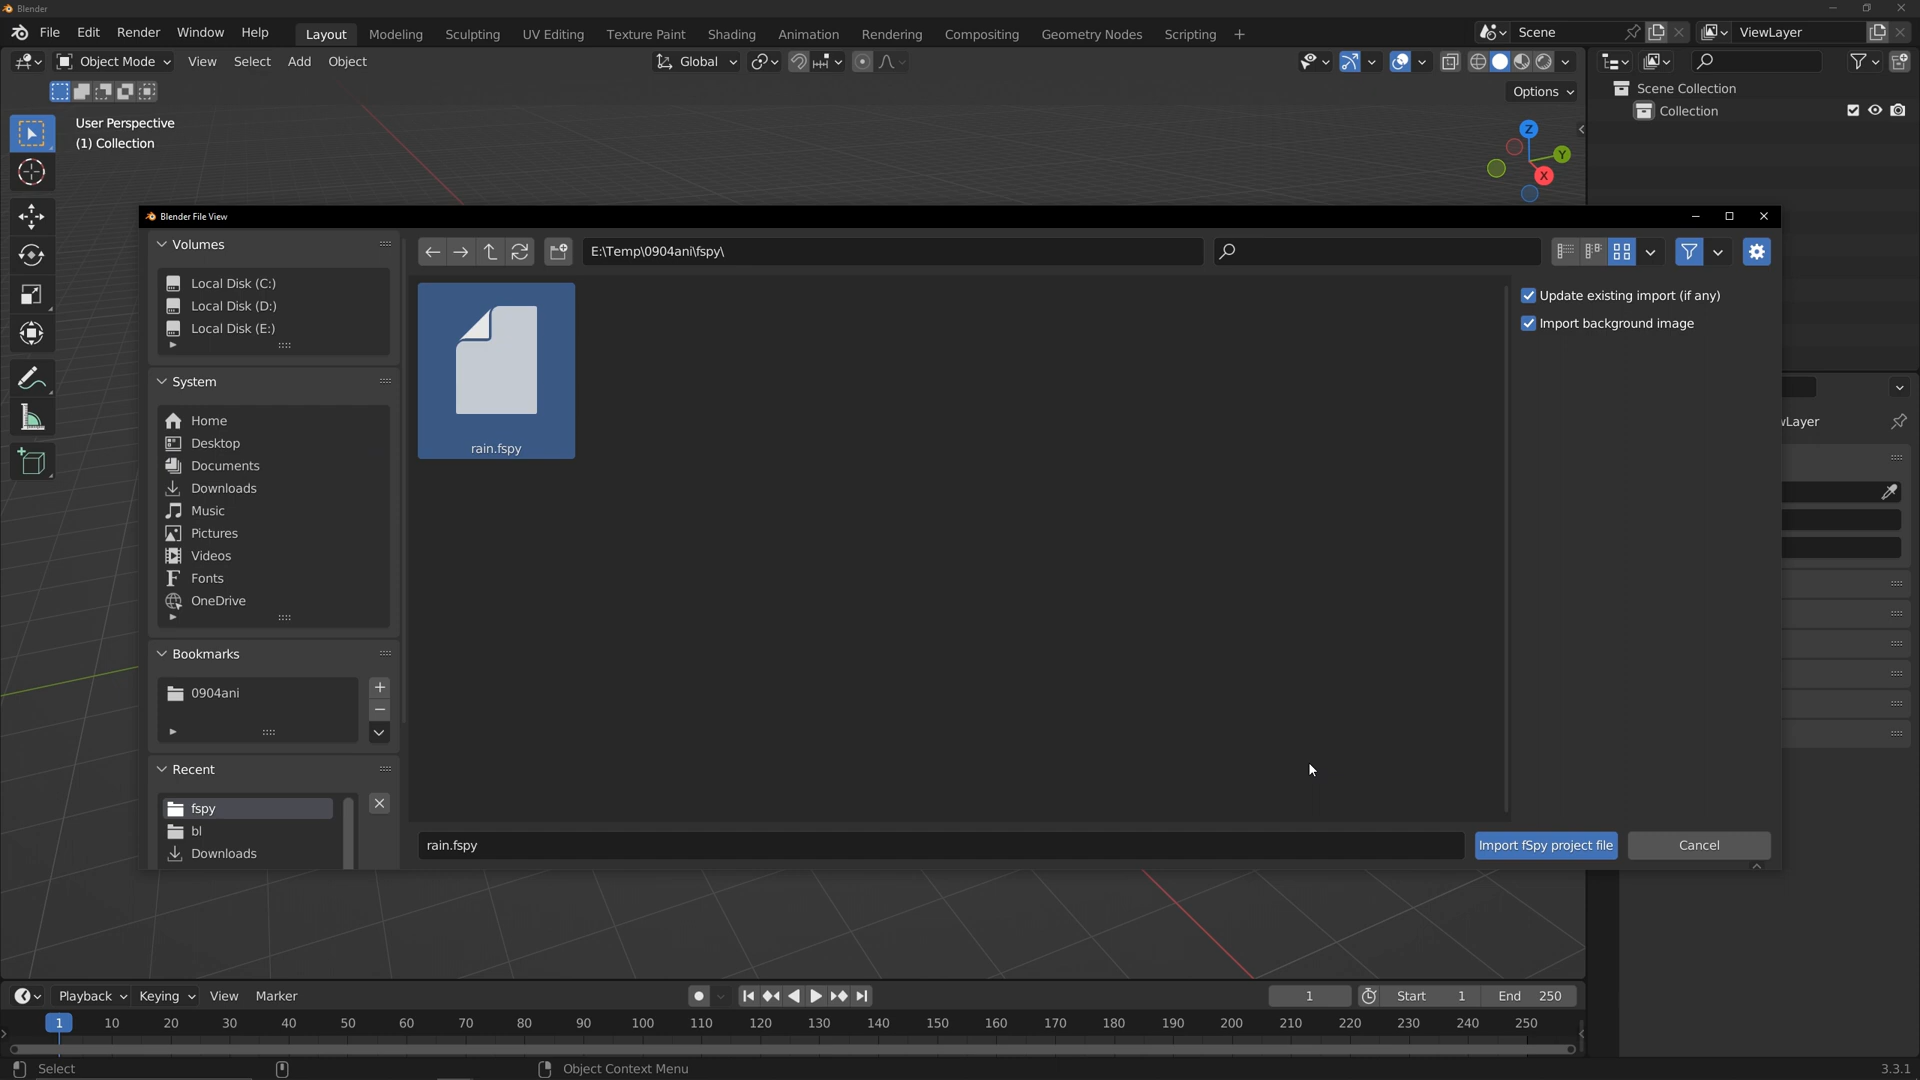 Blender
File Edit Render Window Help Layout Modeling Sculpting UV Editing Texture Paint Shading Animation Rendering Compositing Geometry Nodes Scripting + Scene ViewLayer
Object Mode View Select Add Object Global
Options
Scene Collection
Collection
User Perspective
(1) Collection
Z
Y
X
Blender File View
Volumes
E:\Temp\0904ani\fspy\
Local Disk (C:)
Local Disk (D:)
Local Disk (E:)
System
Home
Desktop
Documents
Downloads
Music
Pictures
Videos
Fonts
OneDrive
Bookmarks
0904ani
Recent
fspy
bl
Downloads
rain.fspy
Update existing import (if any)
Import background image
wLayer
rain.fspy
Import fSpy project file
Cancel
Playback Keying View Marker 1 Start 1 End 250
1 10 20 30 40 50 60 70 80 90 100 110 120 130 140 150 160 170 180 190 200 210 220 230 240 250
Select Object Context Menu 3.3.1